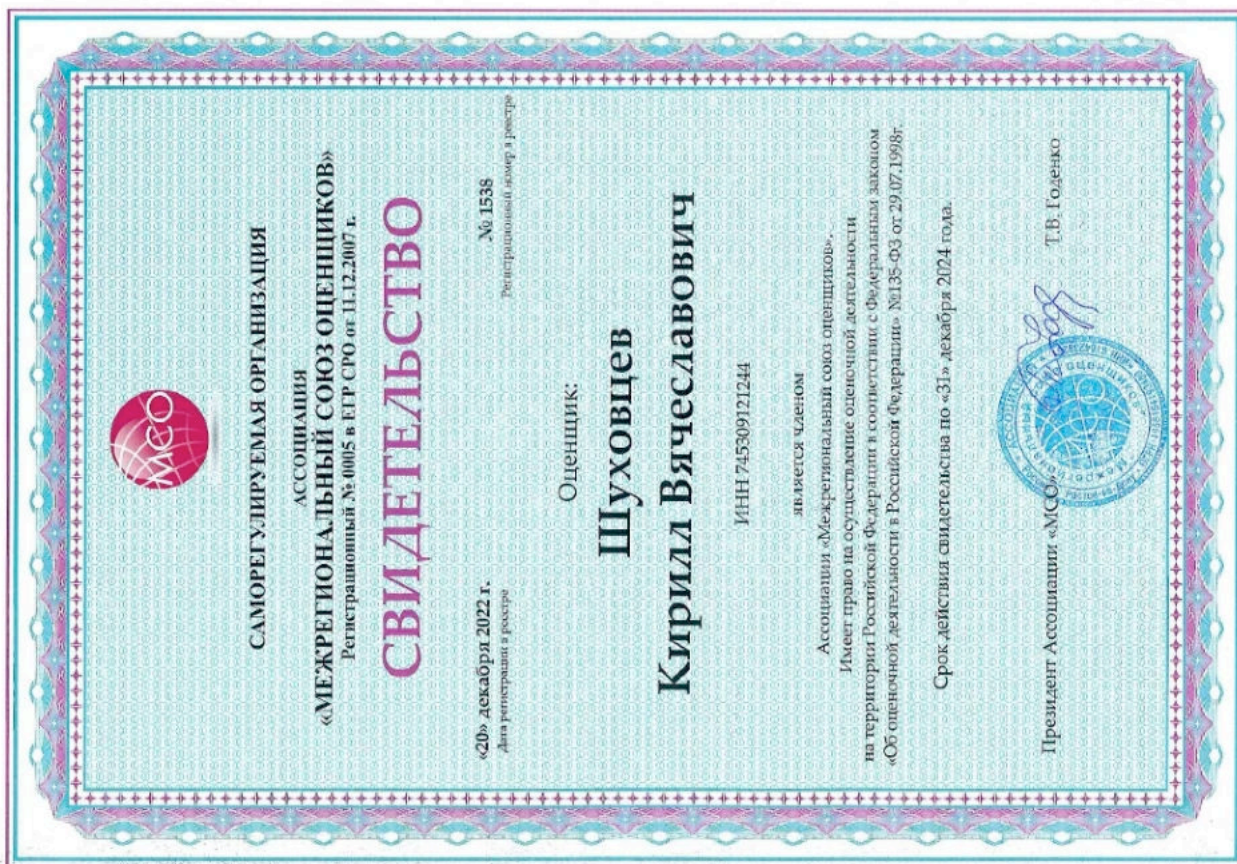 МСО
САМОРЕГУЛИРУЕМАЯ ОРГАНИЗАЦИЯ
АССОЦИАЦИЯ
«МЕЖРЕГИОНАЛЬНЫЙ СОЮЗ ОЦЕНЩИКОВ»
Регистрационный № 0005 в ЕГР СРО от 11.12.2007 г.
СВИДЕТЕЛЬСТВО
«20» декабря 2022 г. № 1538
Дата регистрации в реестре Регистрационный номер в реестре
Оценщик:
Шуховцев
Кирилл Вячеславович
ИНН 745309121244
является членом
Ассоциации «Межрегиональный союз оценщиков».
Имеет право на осуществление оценочной деятельности
на территории Российской Федерации в соответствии с Федеральным законом
«Об оценочной деятельности в Российской Федерации» №135-ФЗ от 29.07.1998г.
Срок действия свидетельства по «31» декабря 2024 года.
Президент Ассоциации «МСО» Т.В. Годенко